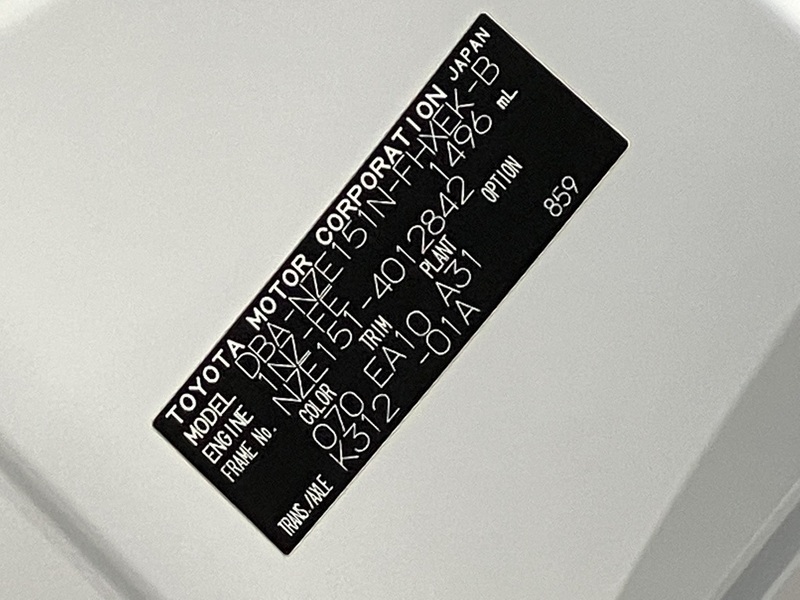 TOYOTA MOTOR CORPORATION JAPAN
MODEL DBA-NZE151N-FHXEK-B
ENGINE 1NZ-FE 1496 mL
FRAME No. NZE151-4012842
COLOR TRIM PLANT OPTION
070 EA10 A31 859
TRANS./AXLE K312 -01A